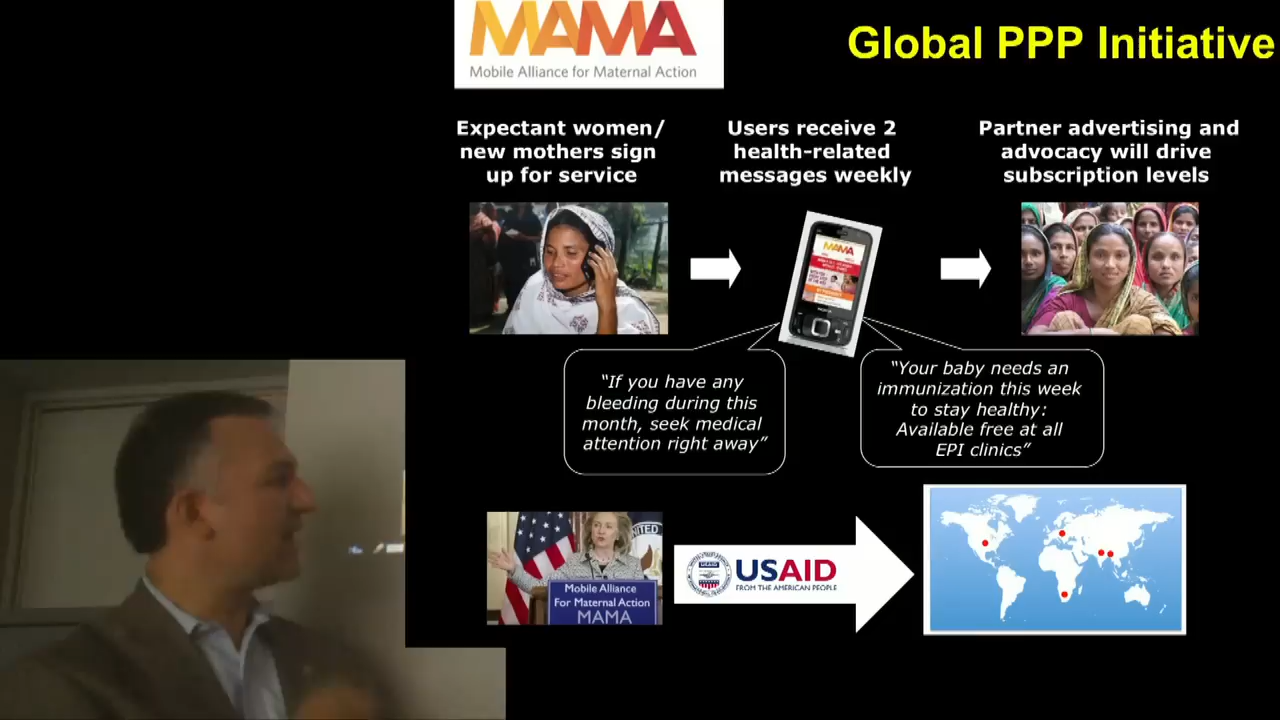 MAMA
Mobile Alliance for Maternal Action
Global PPP Initiative
Expectant women/
new mothers sign
up for service
Users receive 2
health-related
messages weekly
Partner advertising and
advocacy will drive
subscription levels
MAMA
“If you have any
bleeding during this
month, seek medical
attention right away”
“Your baby needs an
immunization this week
to stay healthy:
Available free at all
EPI clinics”
UNITED
Mobile Alliance
For Maternal Action
MAMA
USAID
FROM THE AMERICAN PEOPLE